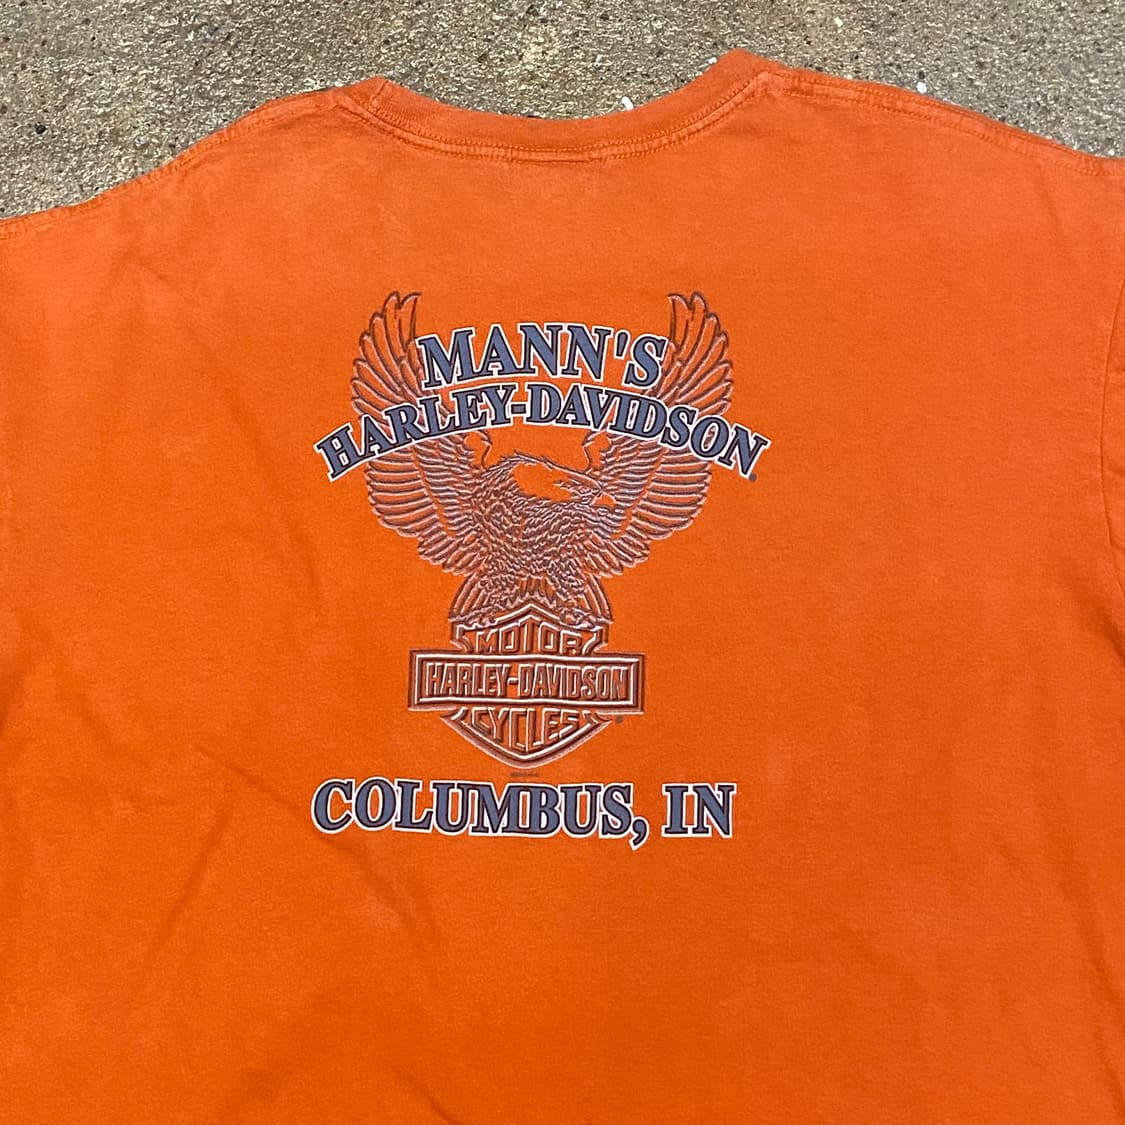 MANN'S
HARLEY-DAVIDSON
MOTOR
HARLEY-DAVIDSON
CYCLES
COLUMBUS, IN